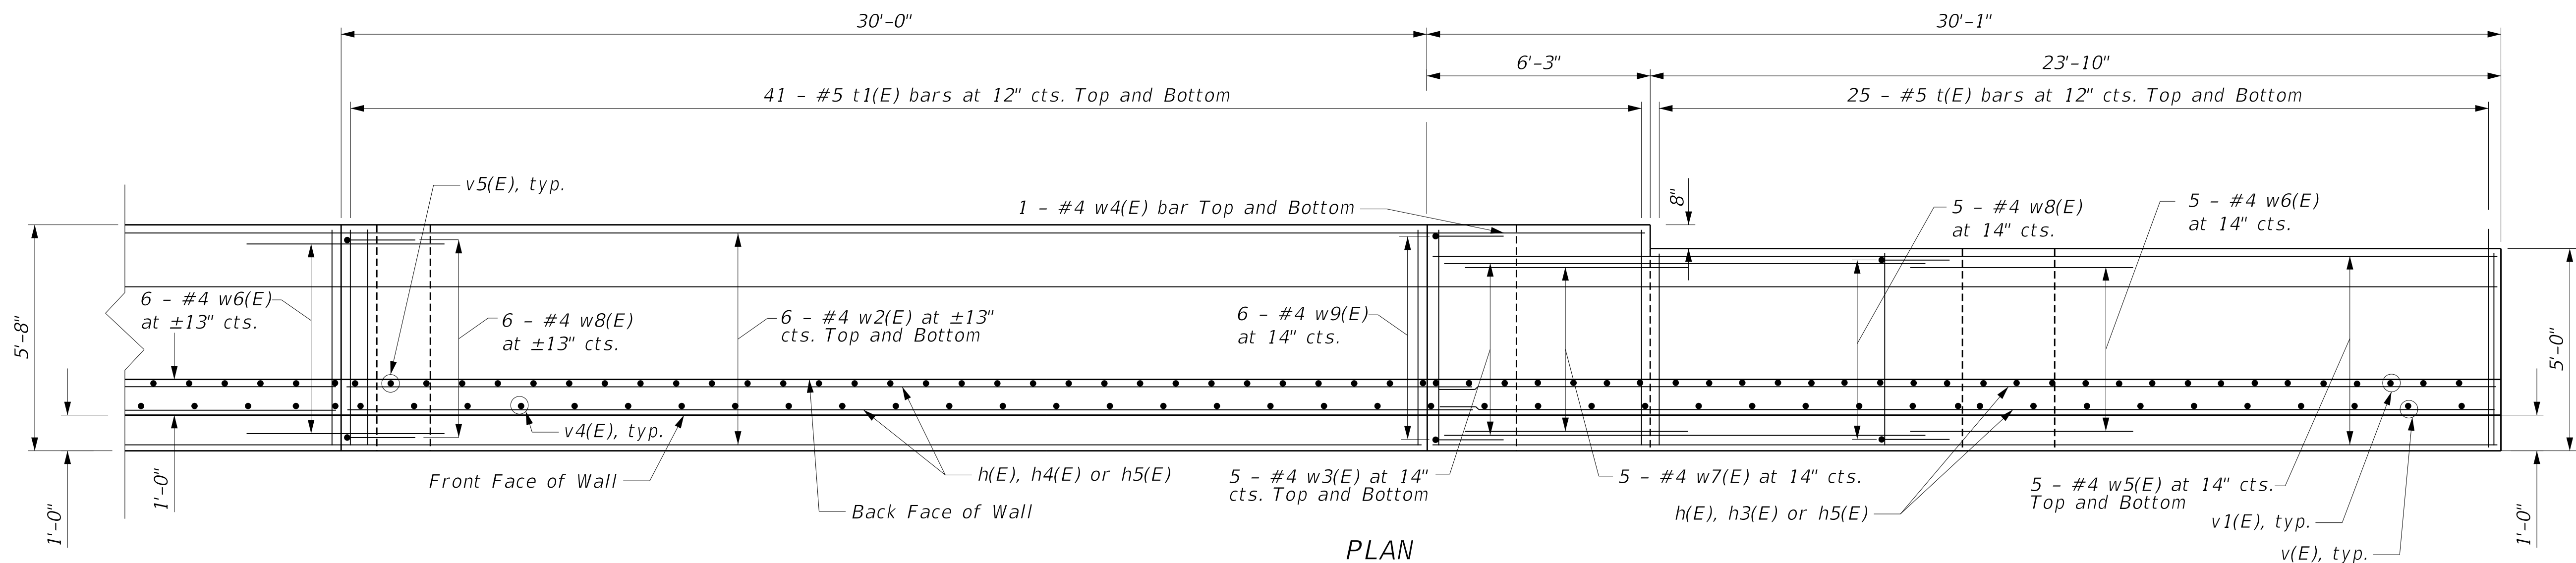 30'-0"
30'-1"
6'-3"
23'-10"
41 - #5 t1(E) bars at 12" cts. Top and Bottom
25 - #5 t(E) bars at 12" cts. Top and Bottom
v5(E), typ.
1 - #4 w4(E) bar Top and Bottom
8"
5 - #4 w8(E)
at 14" cts.
5 - #4 w6(E)
at 14" cts.
5'-8"
6 - #4 w6(E)
at ±13" cts.
6 - #4 w8(E)
at ±13" cts.
6 - #4 w2(E) at ±13"
cts. Top and Bottom
6 - #4 w9(E)
at 14" cts.
5'-0"
v4(E), typ.
Front Face of Wall
h(E), h4(E) or h5(E)
Back Face of Wall
5 - #4 w3(E) at 14"
cts. Top and Bottom
5 - #4 w7(E) at 14" cts.
h(E), h3(E) or h5(E)
5 - #4 w5(E) at 14" cts.
Top and Bottom
v1(E), typ.
v(E), typ.
1'-0"
1'-0"
1'-0"
PLAN